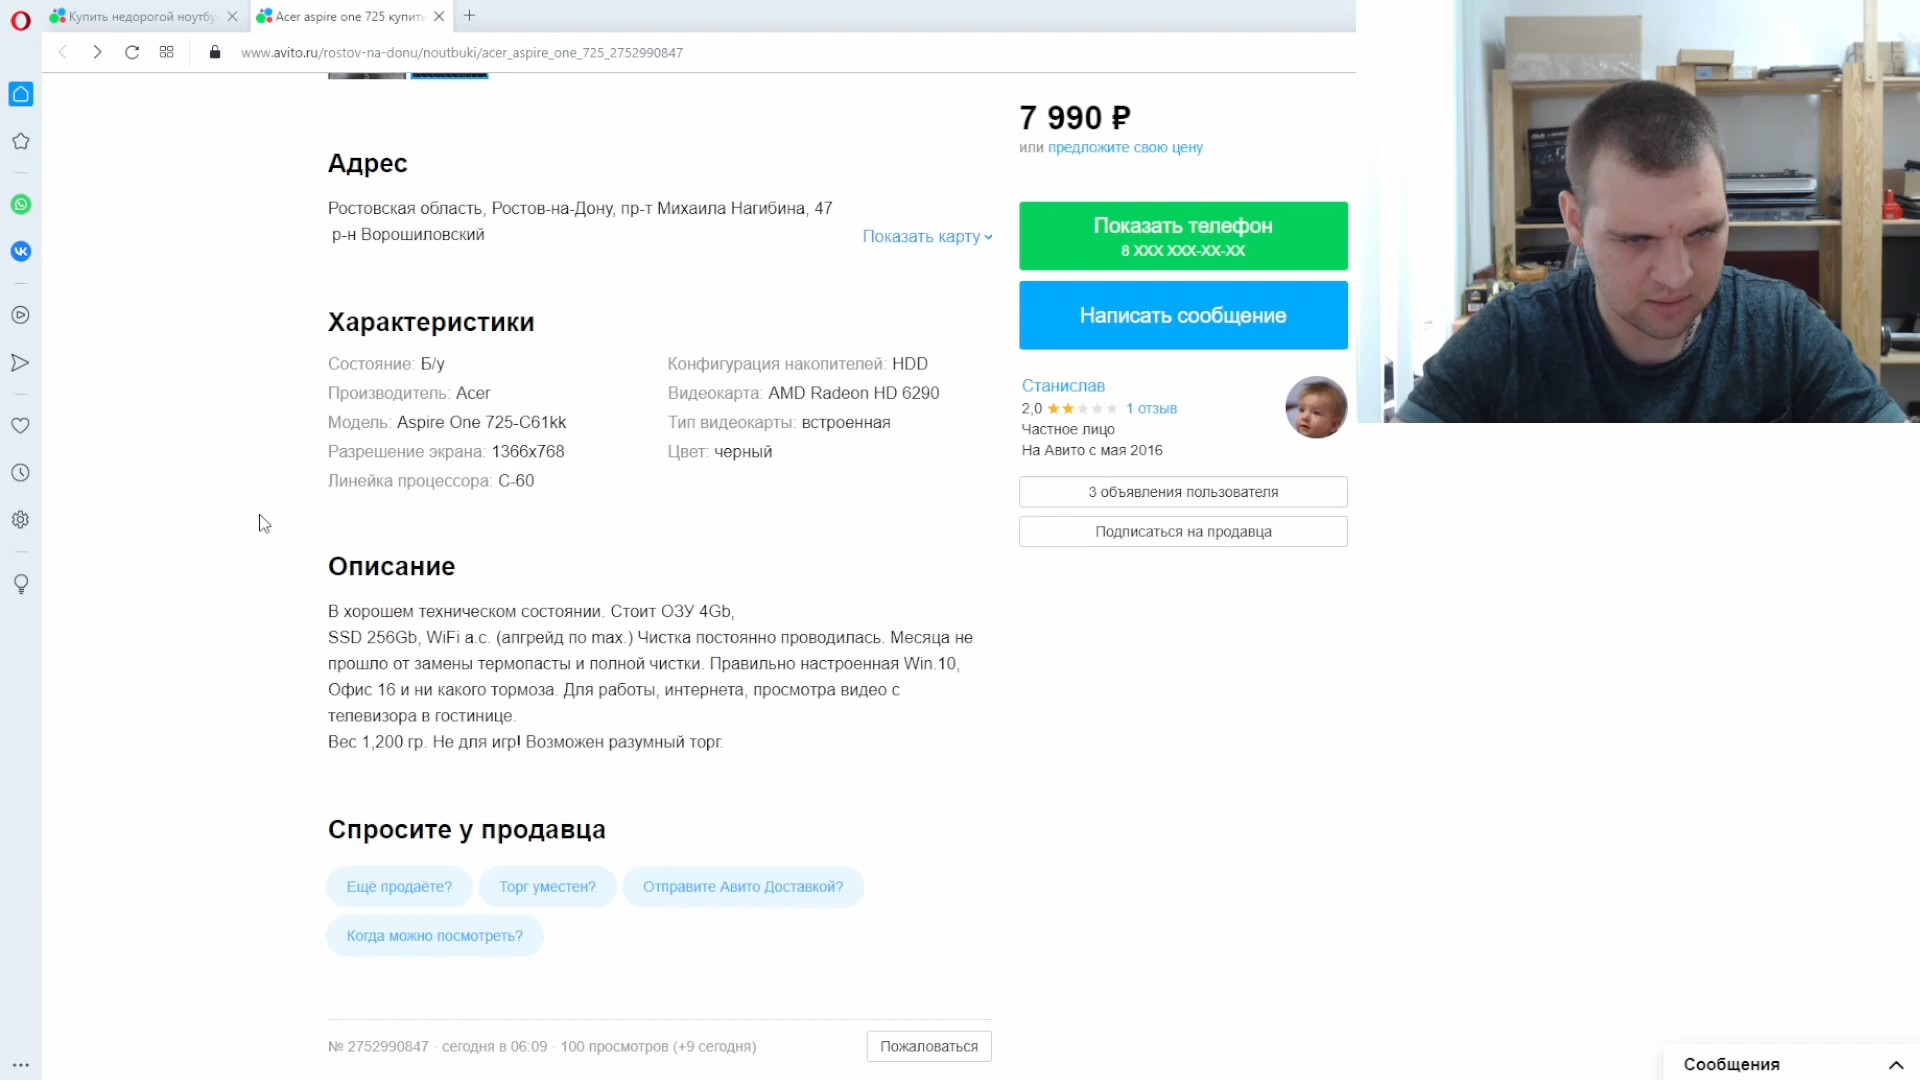 Купить недорогой ноутбу
Acer aspire one 725 купить
www.avito.ru/rostov-na-donu/noutbuki/acer_aspire_one_725_2752990847
7 990 ₽
или предложите свою цену
Адрес
Ростовская область, Ростов-на-Дону, пр-т Михаила Нагибина, 47
р-н Ворошиловский
Показать карту
Показать телефон
8 XXX XXX-XX-XX
Написать сообщение
Характеристики
Состояние: Б/у
Производитель: Acer
Модель: Aspire One 725-C61kk
Разрешение экрана: 1366x768
Линейка процессора: C-60
Конфигурация накопителей: HDD
Видеокарта: AMD Radeon HD 6290
Тип видеокарты: встроенная
Цвет: черный
Станислав
2,0 1 отзыв
Частное лицо
На Авито с мая 2016
3 объявления пользователя
Подписаться на продавца
Описание
В хорошем техническом состоянии. Стоит ОЗУ 4Gb,
SSD 256Gb, WiFi a.c. (апгрейд по max.) Чистка постоянно проводилась. Месяца не
прошло от замены термопасты и полной чистки. Правильно настроенная Win.10,
Офис 16 и ни какого тормоза. Для работы, интернета, просмотра видео с
телевизора в гостинице.
Вес 1,200 гр. Не для игр! Возможен разумный торг.
Спросите у продавца
Ещё продаёте?
Торг уместен?
Отправите Авито Доставкой?
Когда можно посмотреть?
№ 2752990847 · сегодня в 06:09 · 100 просмотров (+9 сегодня)
Пожаловаться
Сообщения